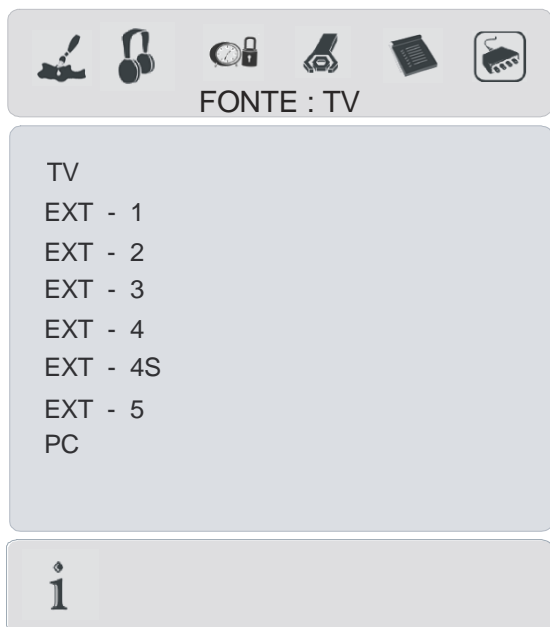 FONTE : TV
TV
EXT - 1
EXT - 2
EXT - 3
EXT - 4
EXT - 4S
EXT - 5
PC
i